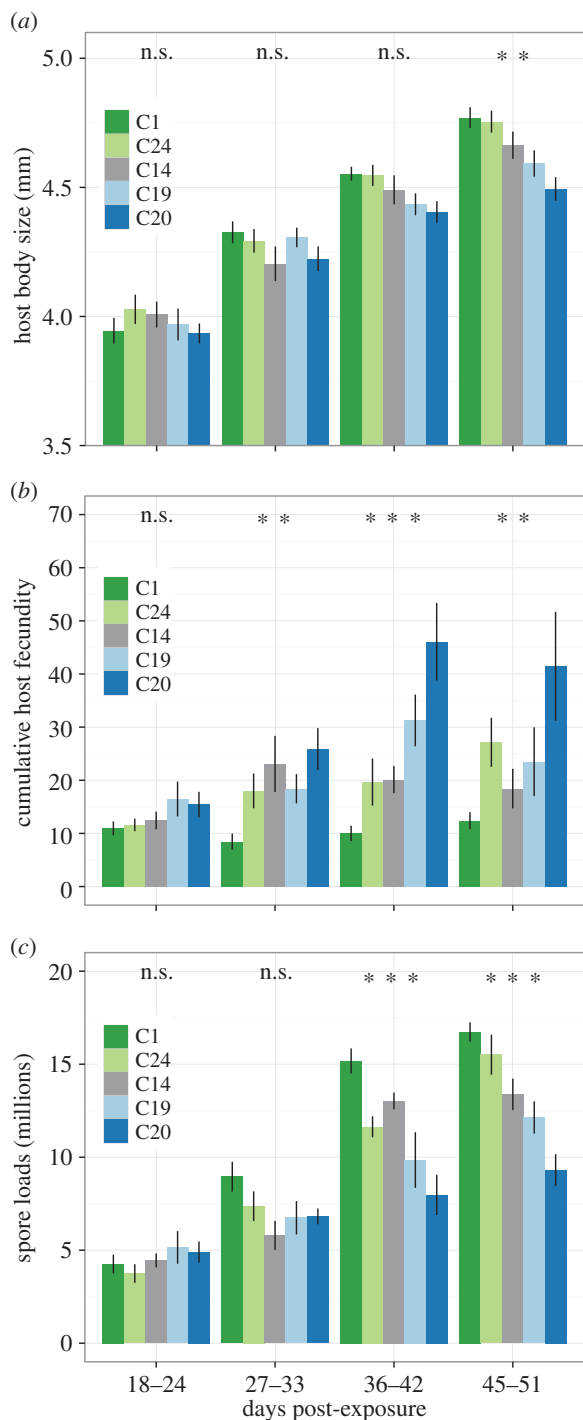 (a)
5.0
n.s. n.s. n.s. * *
C1
C24
C14
C19
C20
4.5
4.0
3.5
host body size (mm)
(b)
70
n.s. * * * * * * *
60
C1
C24
C14
C19
C20
50
40
30
20
10
0
cumulative host fecundity
(c)
20
n.s. n.s. * * * * * *
C1
C24
C14
C19
C20
15
10
5
0
spore loads (millions)
18–24 27–33 36–42 45–51
days post-exposure